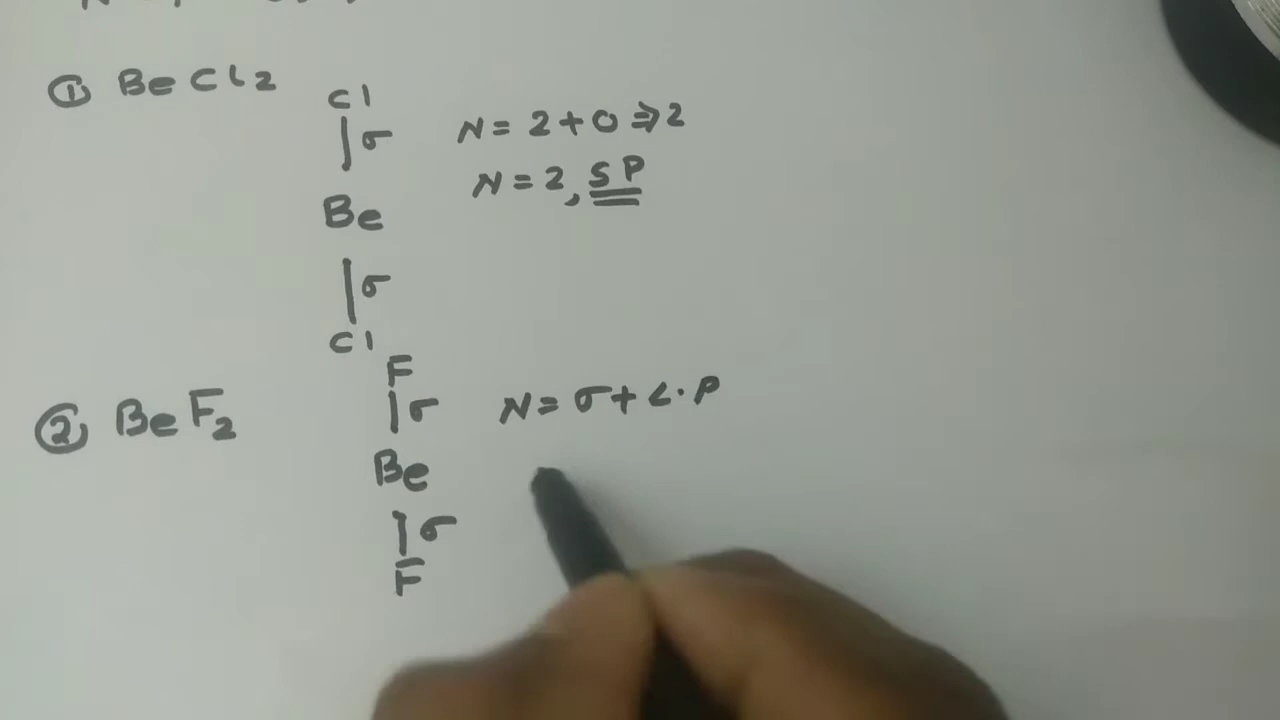 ① BeCl2
Cl
| σ
N = 2 + 0 ⇒ 2
N = 2, SP
Be
| σ
Cl
② BeF2
F
| σ
N = σ + L.P
Be
| σ
F